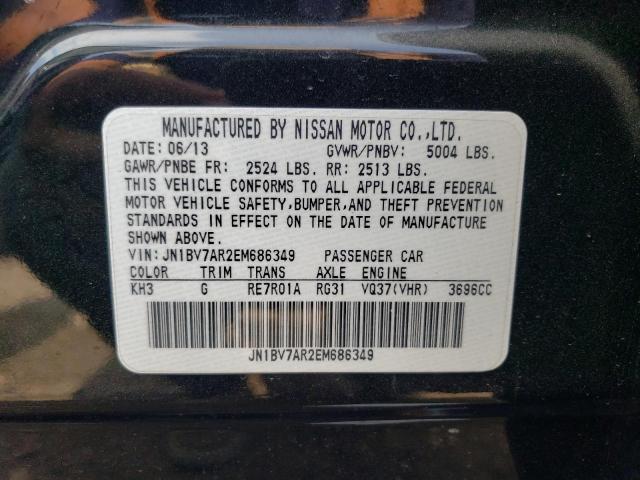 MANUFACTURED BY NISSAN MOTOR CO.,LTD.
DATE: 06/13 GVWR/PNBV: 5004 LBS.
GAWR/PNBE FR: 2524 LBS. RR: 2513 LBS.
THIS VEHICLE CONFORMS TO ALL APPLICABLE FEDERAL
MOTOR VEHICLE SAFETY,BUMPER,AND THEFT PREVENTION
STANDARDS IN EFFECT ON THE DATE OF MANUFACTURE
SHOWN ABOVE.
VIN: JN1BV7AR2EM686349 PASSENGER CAR
COLOR TRIM TRANS AXLE ENGINE
KH3 G RE7R01A RG31 VQ37(VHR) 3696CC
JN1BV7AR2EM686349